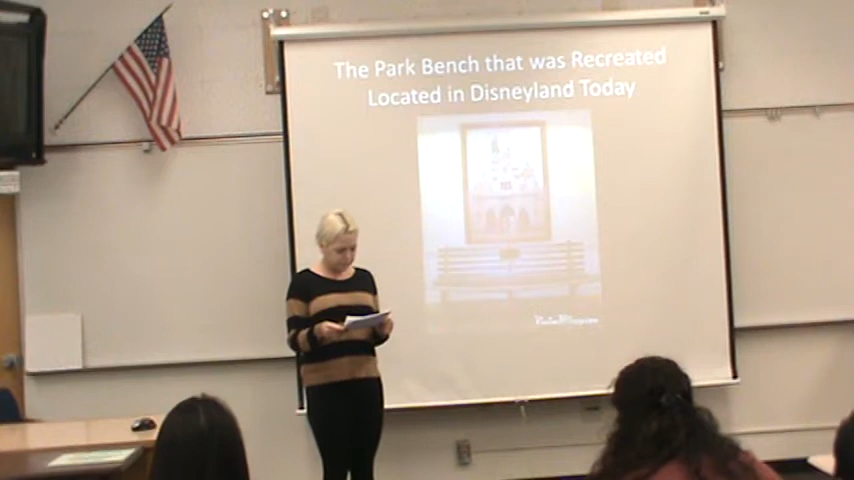 The Park Bench that was Recreated
Located in Disneyland Today